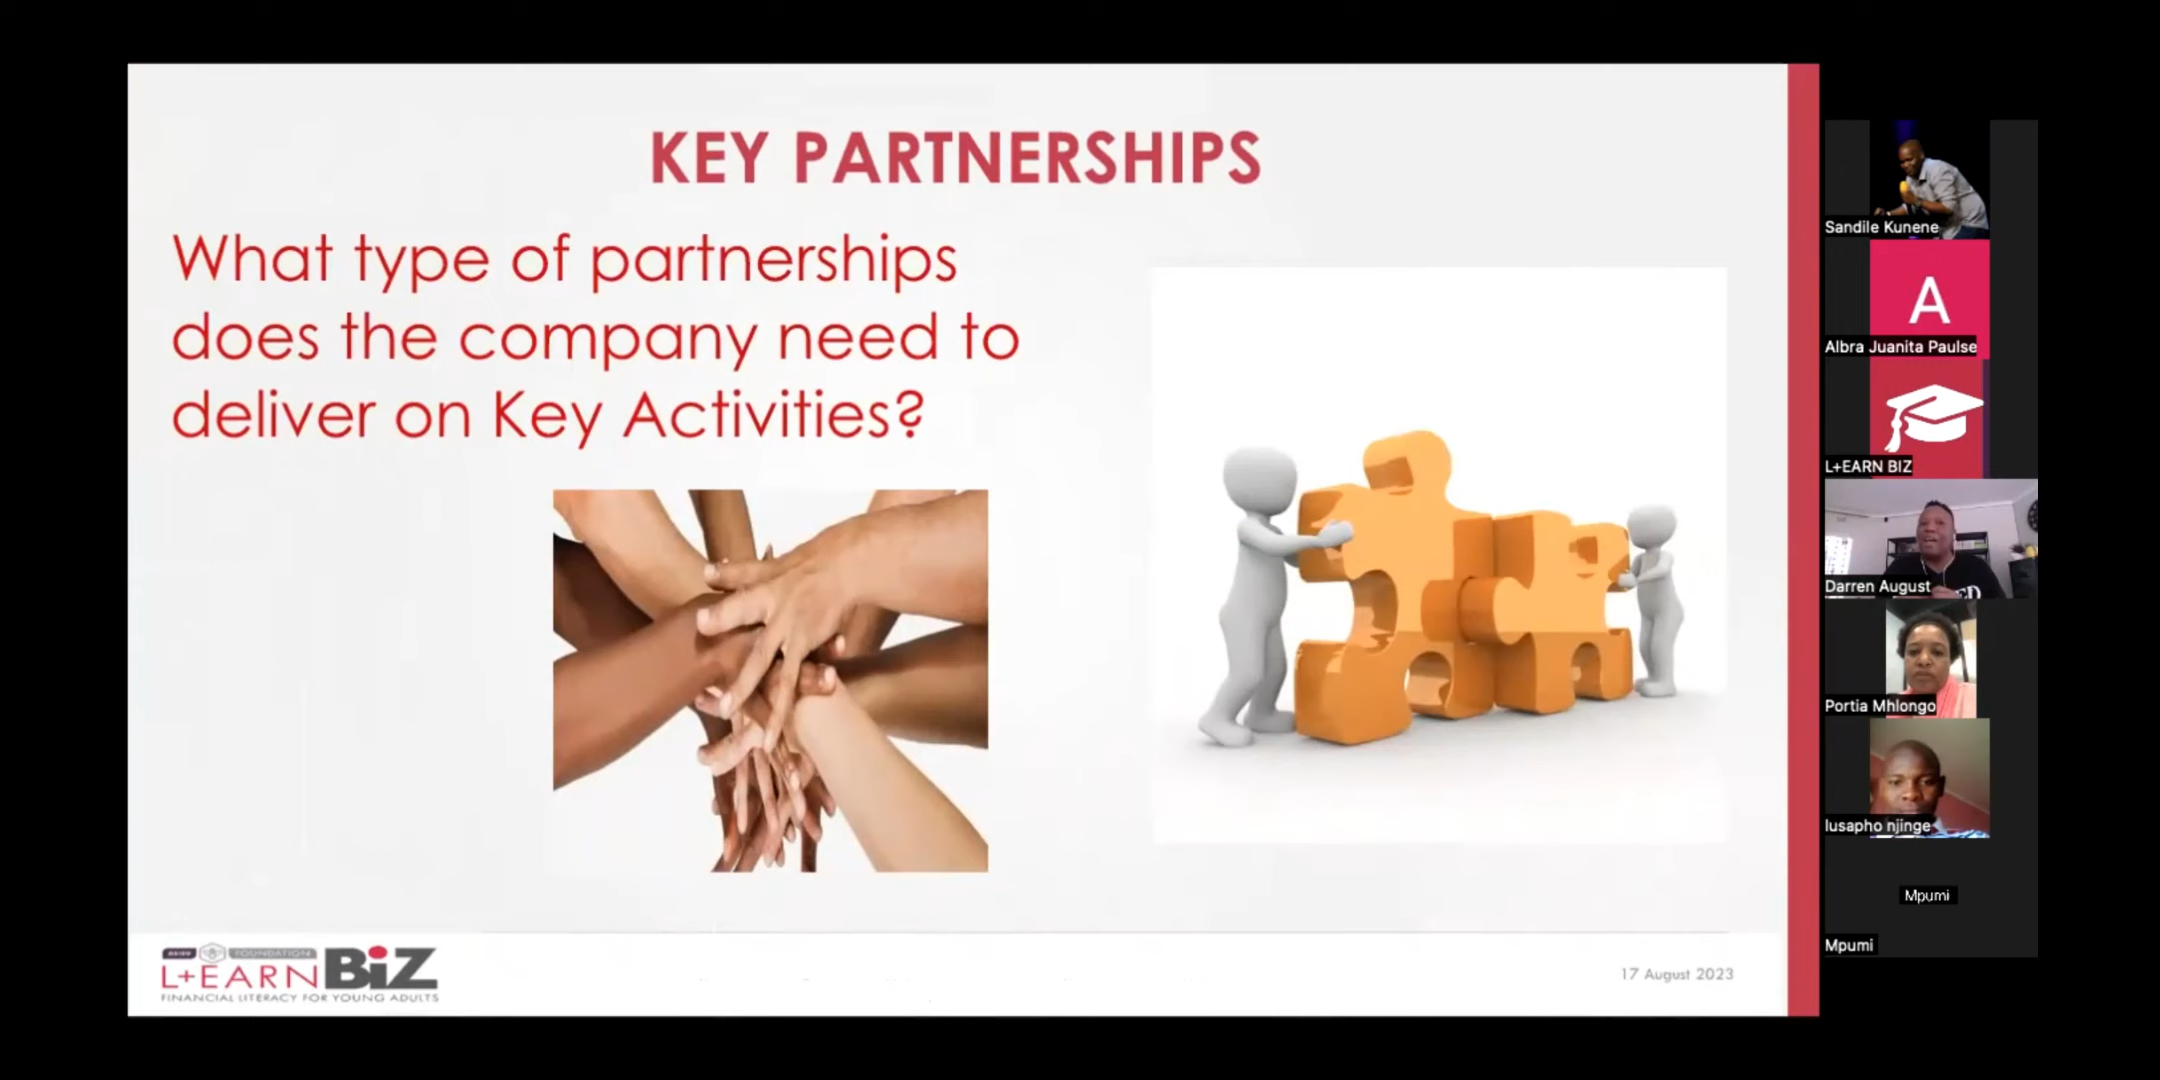 KEY PARTNERSHIPS
What type of partnerships
does the company need to
deliver on Key Activities?
FOUNDATION
L+EARN BiZ
FINANCIAL LITERACY FOR YOUNG ADULTS
17 August 2023
Sandile Kunene
A
Albra Juanita Paulse
L+EARN BIZ
Darren August
Portia Mhlongo
lusapho njinge
Mpumi
Mpumi